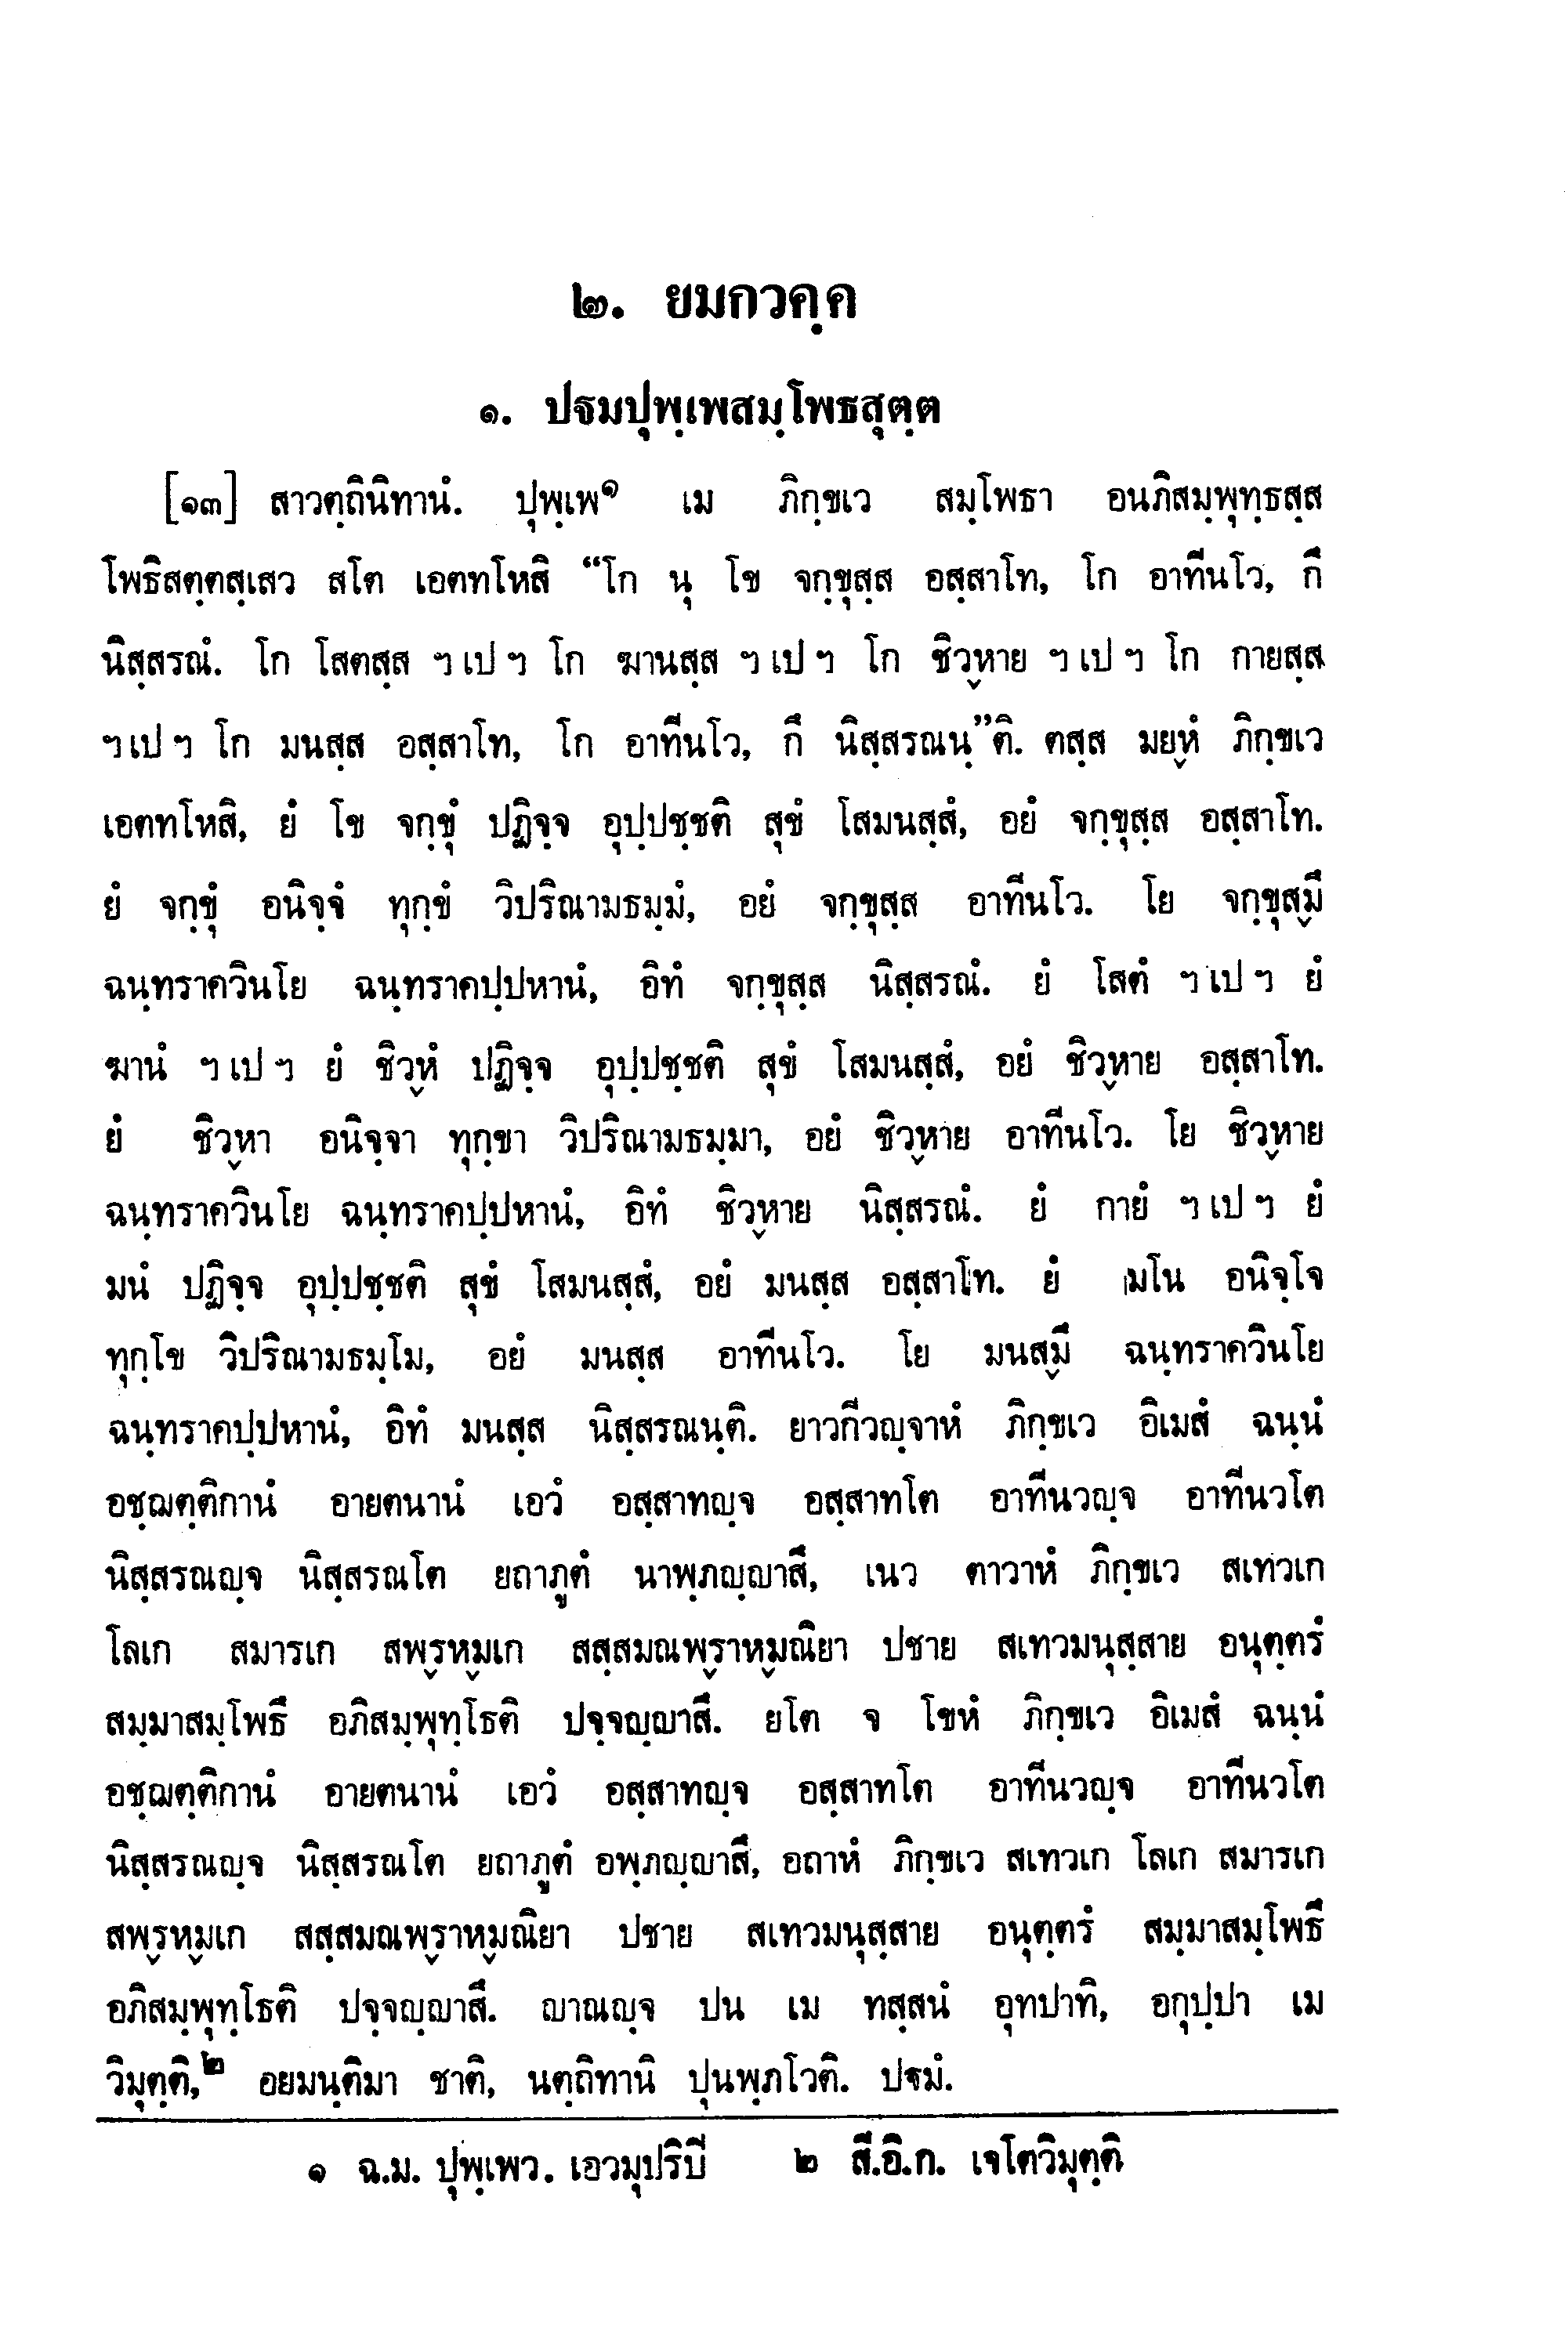 ๒. ยมกวคฺค
๑. ปฐมปุพฺเพสมฺโพธสุตฺต
[๑๓] สาวตฺถินิทานํ. ปุพฺเพ๑ เม ภิกฺขเว สมฺโพธา อนภิสมฺพุทฺธสฺส
โพธิสตฺตสฺเสว สโต เอตทโหสิ “โก นุ โข จกฺขุสฺส อสฺสาโท, โก อาทีนโว, กึ
นิสฺสรณํ. โก โสตสฺส ฯ เป ฯ โก ฆานสฺส ฯ เป ฯ โก ชิวฺหาย ฯ เป ฯ โก กายสฺส
ฯ เป ฯ โก มนสฺส อสฺสาโท, โก อาทีนโว, กึ นิสฺสรณนฺ”ติ. ตสฺส มยฺหํ ภิกฺขเว
เอตทโหสิ, ยํ โข จกฺขุํ ปฏิจฺจ อุปฺปชฺชติ สุขํ โสมนสฺสํ, อยํ จกฺขุสฺส อสฺสาโท.
ยํ จกฺขุํ อนิจฺจํ ทุกฺขํ วิปริณามธมฺมํ, อยํ จกฺขุสฺส อาทีนโว. โย จกฺขุสฺมึ
ฉนฺทราควินโย ฉนฺทราคปฺปหานํ, อิทํ จกฺขุสฺส นิสฺสรณํ. ยํ โสตํ ฯ เป ฯ ยํ
ฆานํ ฯ เป ฯ ยํ ชิวฺหํ ปฏิจฺจ อุปฺปชฺชติ สุขํ โสมนสฺสํ, อยํ ชิวฺหาย อสฺสาโท.
ยํ ชิวฺหา อนิจฺจา ทุกฺขา วิปริณามธมฺมา, อยํ ชิวฺหาย อาทีนโว. โย ชิวฺหาย
ฉนฺทราควินโย ฉนฺทราคปฺปหานํ, อิทํ ชิวฺหาย นิสฺสรณํ. ยํ กายํ ฯ เป ฯ ยํ
มนํ ปฏิจฺจ อุปฺปชฺชติ สุขํ โสมนสฺสํ, อยํ มนสฺส อสฺสาโท. ยํ มโน อนิจฺโจ
ทุกฺโข วิปริณามธมฺโม, อยํ มนสฺส อาทีนโว. โย มนสฺมึ ฉนฺทราควินโย
ฉนฺทราคปฺปหานํ, อิทํ มนสฺส นิสฺสรณนฺติ. ยาวกีวญฺจาหํ ภิกฺขเว อิเมสํ ฉนฺนํ
อชฺฌตฺติกานํ อายตนานํ เอวํ อสฺสาทญฺจ อสฺสาทโต อาทีนวญฺจ อาทีนวโต
นิสฺสรณญฺจ นิสฺสรณโต ยถาภูตํ นาพฺภญฺญาสึ, เนว ตาวาหํ ภิกฺขเว สเทวเก
โลเก สมารเก สพฺรหฺมเก สสฺสมณพฺราหฺมณิยา ปชาย สเทวมนุสฺสาย อนุตฺตรํ
สมฺมาสมฺโพธึ อภิสมฺพุทฺโธติ ปจฺจญฺญาสึ. ยโต จ โขหํ ภิกฺขเว อิเมสํ ฉนฺนํ
อชฺฌตฺติกานํ อายตนานํ เอวํ อสฺสาทญฺจ อสฺสาทโต อาทีนวญฺจ อาทีนวโต
นิสฺสรณญฺจ นิสฺสรณโต ยถาภูตํ อพฺภญฺญาสึ, อถาหํ ภิกฺขเว สเทวเก โลเก สมารเก
สพฺรหฺมเก สสฺสมณพฺราหฺมณิยา ปชาย สเทวมนุสฺสาย อนุตฺตรํ สมฺมาสมฺโพธึ
อภิสมฺพุทฺโธติ ปจฺจญฺญาสึ. ญาณญฺจ ปน เม ทสฺสนํ อุทปาทิ, อกุปฺปา เม
วิมุตฺติ,๒ อยมนฺติมา ชาติ, นตฺถิทานิ ปุนพฺภโวติ. ปฐมํ.
๑ ฉ.ม. ปุพฺเพว. เอวมุปริปี ๒ สี.อิ.ก. เจโตวิมุตฺติ